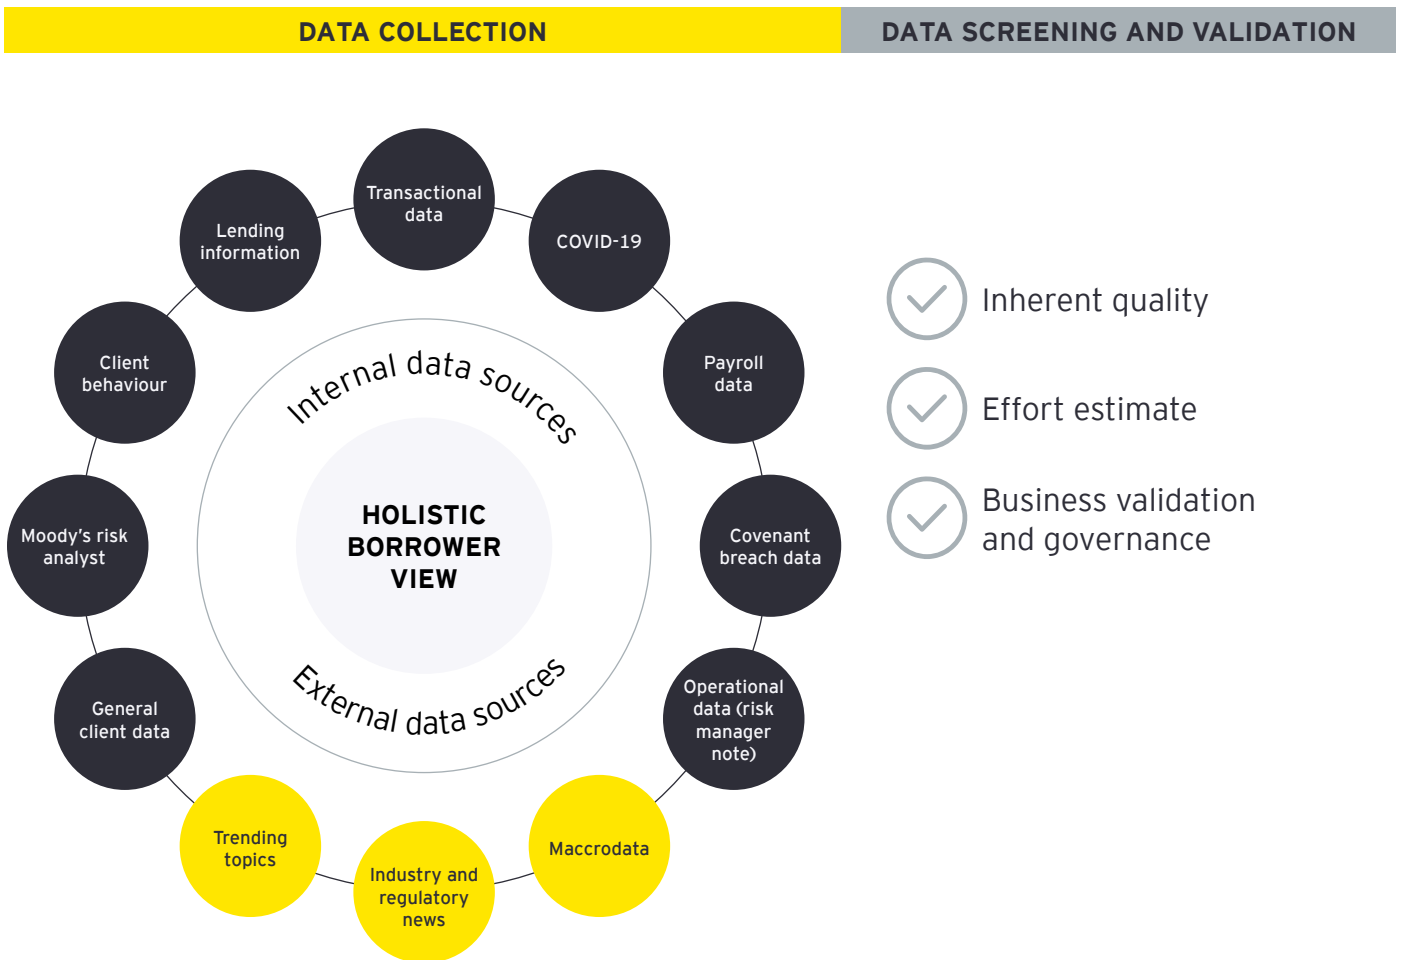 DATA COLLECTION
DATA SCREENING AND VALIDATION
Transactional
data
COVID-19
Payroll
data
Covenant
breach data
Operational
data (risk
manager
note)
Maccrodata
Industry and
regulatory
news
Trending
topics
General
client data
Moody's risk
analyst
Client
behaviour
Lending
information
Internal data sources
HOLISTIC
BORROWER
VIEW
External data sources
Inherent quality
Effort estimate
Business validation
and governance